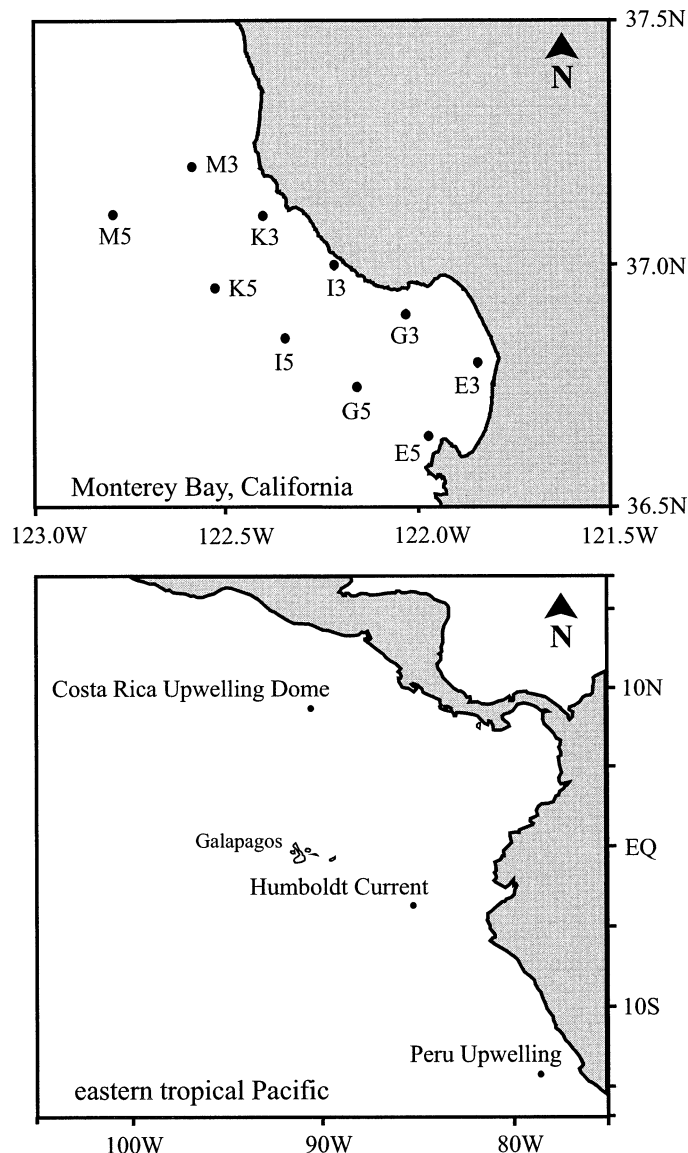 37.5N
N
M3
M5
K3
37.0N
K5
I3
G3
I5
E3
G5
E5
Monterey Bay, California
36.5N
123.0W
122.5W
122.0W
121.5W
N
Costa Rica Upwelling Dome
10N
Galapagos
EQ
Humboldt Current
10S
Peru Upwelling
eastern tropical Pacific
100W
90W
80W